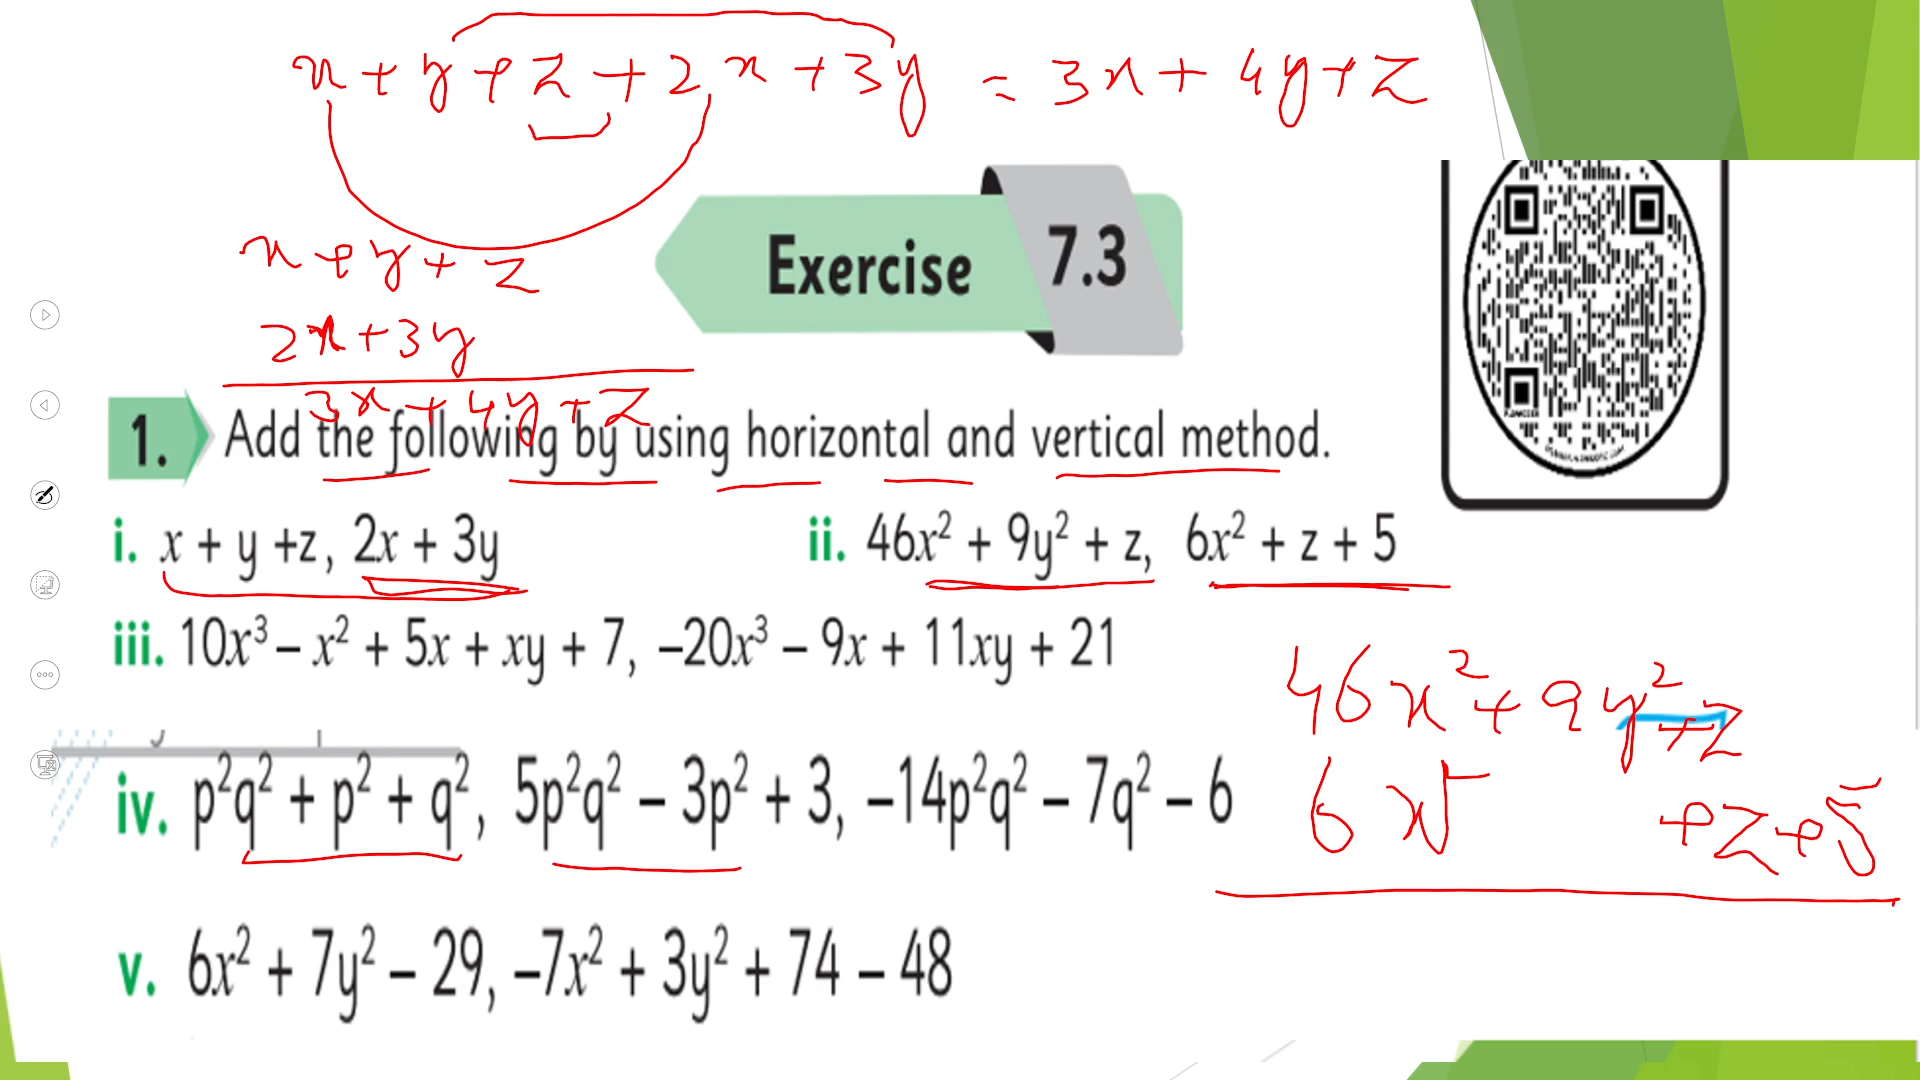 x + y + z + 2x + 3y = 3x + 4y + z
Exercise 7.3
x + y + z
2x + 3y
3x + 4y + z
1. Add the following by using horizontal and vertical method.
i. x + y +z, 2x + 3y
ii. 46x² + 9y² + z, 6x² + z + 5
iii. 10x³ – x² + 5x + xy + 7, –20x³ – 9x + 11xy + 21
46x² + 9y² + z
6x² + z + 5
iv. p²q² + p² + q², 5p²q² – 3p² + 3, –14p²q² – 7q² – 6
v. 6x² + 7y² – 29, –7x² + 3y² + 74 – 48